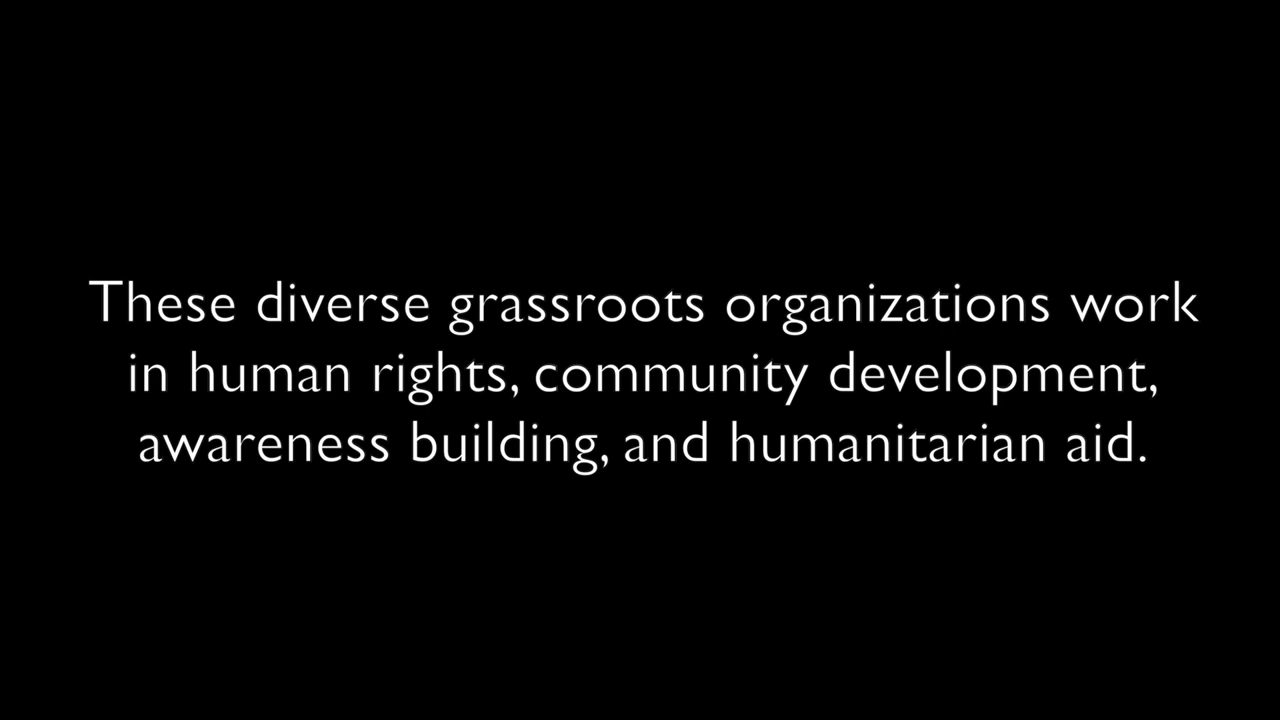 These diverse grassroots organizations work
in human rights, community development,
awareness building, and humanitarian aid.